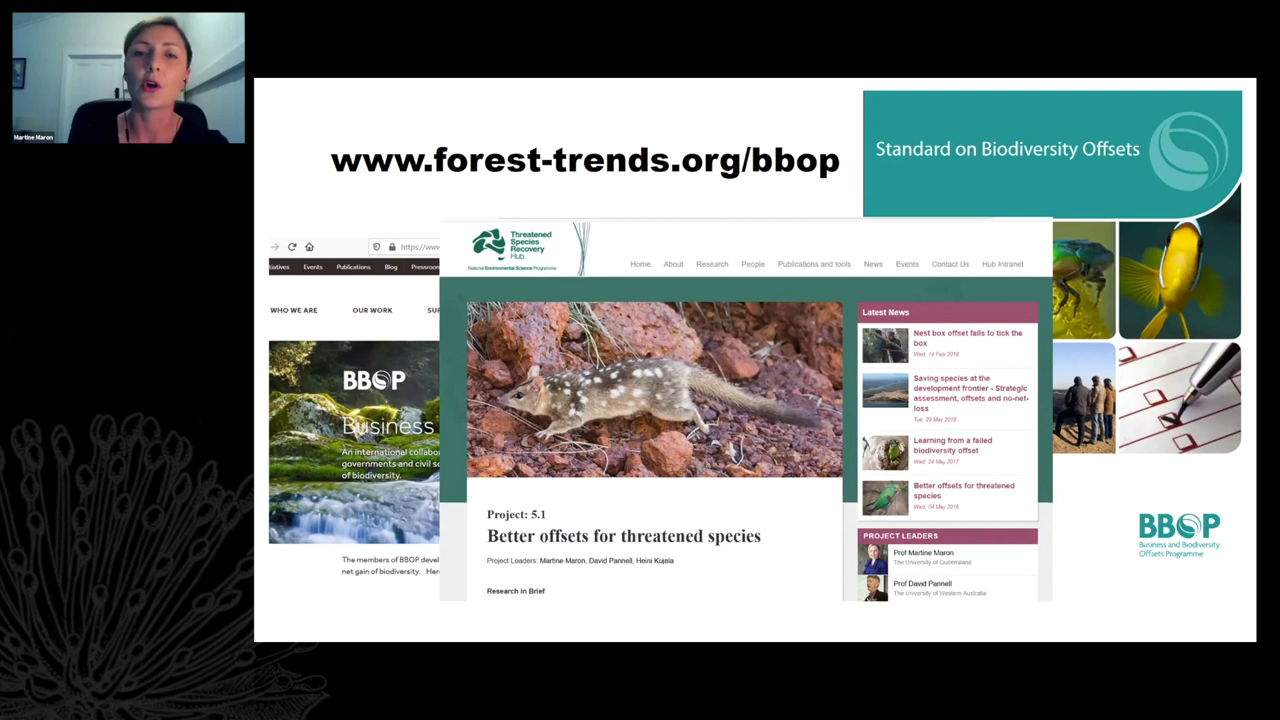 Martine Maron
www.forest-trends.org/bbop
Standard on Biodiversity Offsets
https://www
Events
Publications
Blog
Pressroom
WHO WE ARE
OUR WORK
BBOP
Business
An international collabo
governments and civil so
of biodiversity.
The members of BBOP devel
net gain of biodiversity. Here
Threatened
Species
Recovery
Hub
National Environmental Science Programme
Home
About
Research
People
Publications and tools
News
Events
Contact Us
Hub Intranet
Project: 5.1
Better offsets for threatened species
Project Leaders: Martine Maron, David Pannell, Heini Kujala
Research in Brief
Latest News
Nest box offset fails to tick the
box
Wed, 14 Feb 2018
Saving species at the
development frontier - Strategic
assessment, offsets and no-net-
loss
Tue, 29 May 2018
Learning from a failed
biodiversity offset
Wed, 24 May 2017
Better offsets for threatened
species
Wed, 04 May 2016
PROJECT LEADERS
Prof Martine Maron
The University of Queensland
Prof David Pannell
The University of Western Australia
BBOP
Business and Biodiversity
Offsets Programme